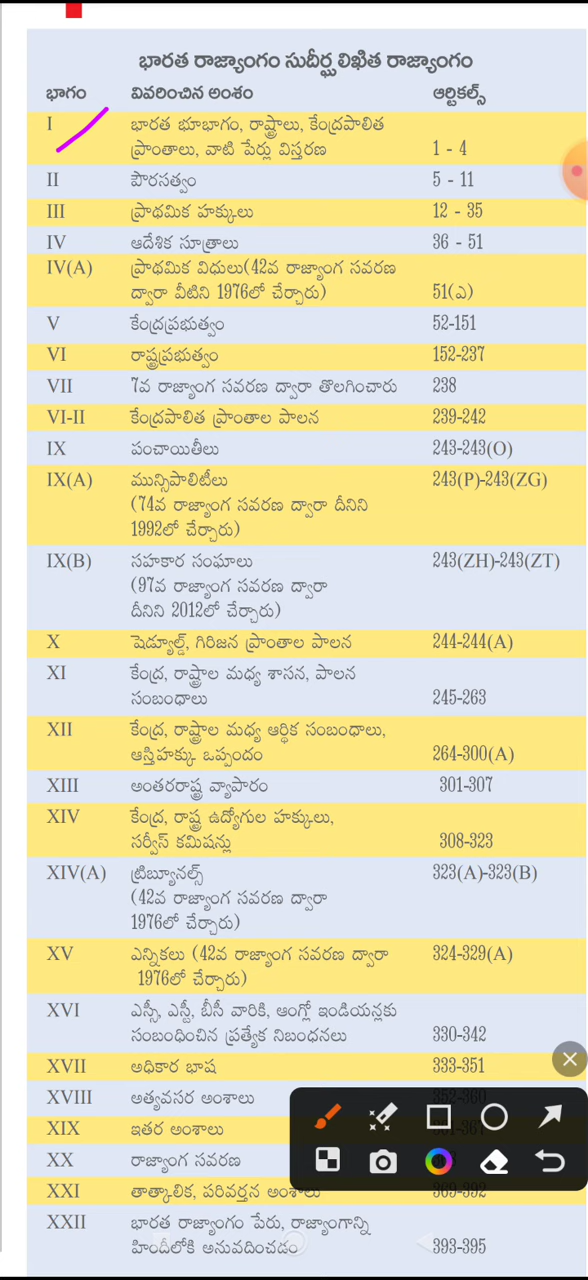 భారత రాజ్యాంగం సుదీర్ఘ లిఖిత రాజ్యాంగం
భాగం వివరించిన అంశం ఆర్టికల్స్
I భారత భూభాగం, రాష్ట్రాలు, కేంద్రపాలిత
ప్రాంతాలు, వాటి పేర్లు విస్తరణ 1 - 4
II పౌరసత్వం 5 - 11
III ప్రాథమిక హక్కులు 12 - 35
IV ఆదేశిక సూత్రాలు 36 - 51
IV(A) ప్రాథమిక విధులు(42వ రాజ్యాంగ సవరణ
ద్వారా వీటిని 1976లో చేర్చారు) 51(ఎ)
V కేంద్రప్రభుత్వం 52-151
VI రాష్ట్రప్రభుత్వం 152-237
VII 7వ రాజ్యాంగ సవరణ ద్వారా తొలగించారు 238
VI-II కేంద్రపాలిత ప్రాంతాల పాలన 239-242
IX పంచాయితీలు 243-243(O)
IX(A) మున్సిపాలిటీలు 243(P)-243(ZG)
(74వ రాజ్యాంగ సవరణ ద్వారా దీనిని
1992లో చేర్చారు)
IX(B) సహకార సంఘాలు 243(ZH)-243(ZT)
(97వ రాజ్యాంగ సవరణ ద్వారా
దీనిని 2012లో చేర్చారు)
X షెడ్యూల్డ్, గిరిజన ప్రాంతాల పాలన 244-244(A)
XI కేంద్ర, రాష్ట్రాల మధ్య శాసన, పాలన
సంబంధాలు 245-263
XII కేంద్ర, రాష్ట్రాల మధ్య ఆర్థిక సంబంధాలు,
ఆస్తిహక్కు ఒప్పందం 264-300(A)
XIII అంతరరాష్ట్ర వ్యాపారం 301-307
XIV కేంద్ర, రాష్ట్ర ఉద్యోగుల హక్కులు,
సర్వీస్ కమిషన్లు 308-323
XIV(A) ట్రిబ్యూనల్స్ 323(A)-323(B)
(42వ రాజ్యాంగ సవరణ ద్వారా
1976లో చేర్చారు)
XV ఎన్నికలు (42వ రాజ్యాంగ సవరణ ద్వారా 324-329(A)
1976లో చేర్చారు)
XVI ఎస్సీ, ఎస్టీ, బీసీ వారికి, ఆంగ్లో ఇండియన్లకు
సంబంధించిన ప్రత్యేక నిబంధనలు 330-342
XVII అధికార భాష 333-351
XVIII అత్యవసర అంశాలు 352-360
XIX ఇతర అంశాలు
XX రాజ్యాంగ సవరణ
XXI తాత్కాలిక, పరివర్తన అంశాలు 369-392
XXII భారత రాజ్యాంగం పేరు, రాజ్యాంగాన్ని
హిందీలోకి అనువదించడం 393-395